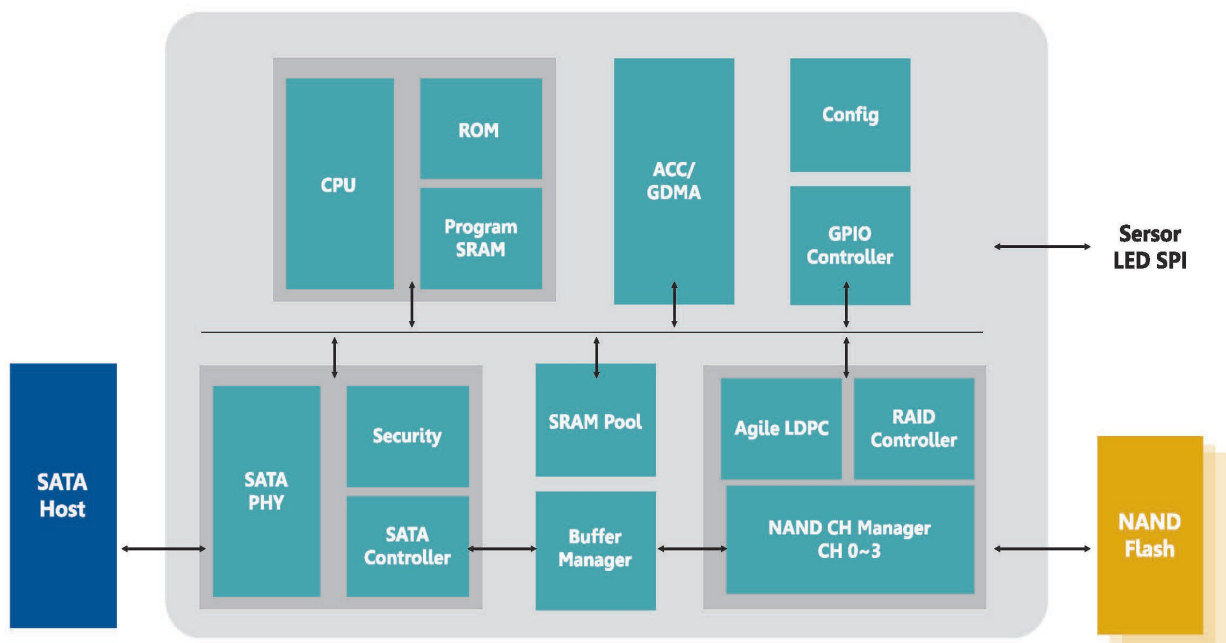 CPU
ROM
Program
SRAM
ACC/
GDMA
Config
GPIO
Controller
Sersor
LED SPI
SATA
Host
SATA
PHY
Security
SATA
Controller
SRAM Pool
Buffer
Manager
Agile LDPC
RAID
Controller
NAND CH Manager
CH 0~3
NAND
Flash